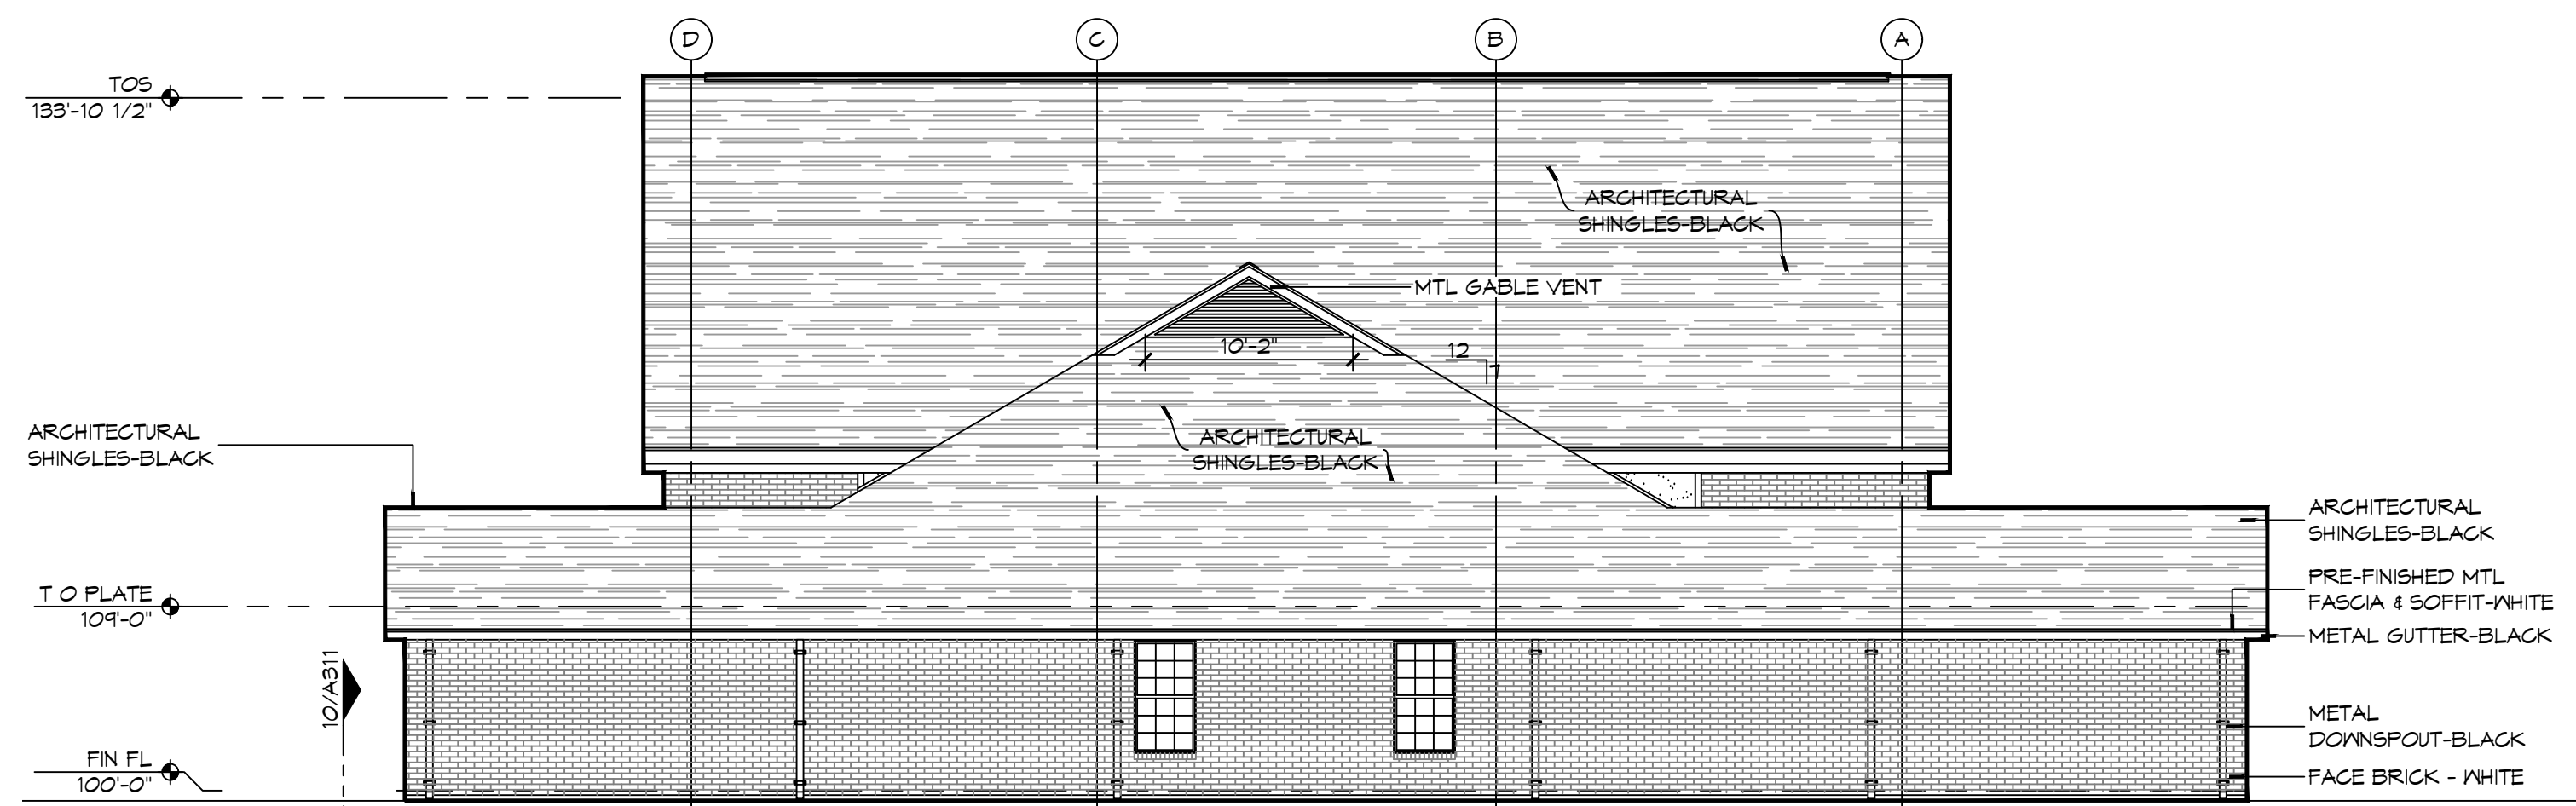 D
C
B
A
TOS
133'-10 1/2"
ARCHITECTURAL
SHINGLES-BLACK
MTL GABLE VENT
10'-2"
12
7
ARCHITECTURAL
SHINGLES-BLACK
ARCHITECTURAL
SHINGLES-BLACK
ARCHITECTURAL
SHINGLES-BLACK
T O PLATE
109'-0"
PRE-FINISHED MTL
FASCIA & SOFFIT-WHITE
METAL GUTTER-BLACK
10/A311
METAL
DOWNSPOUT-BLACK
FIN FL
100'-0"
FACE BRICK - WHITE